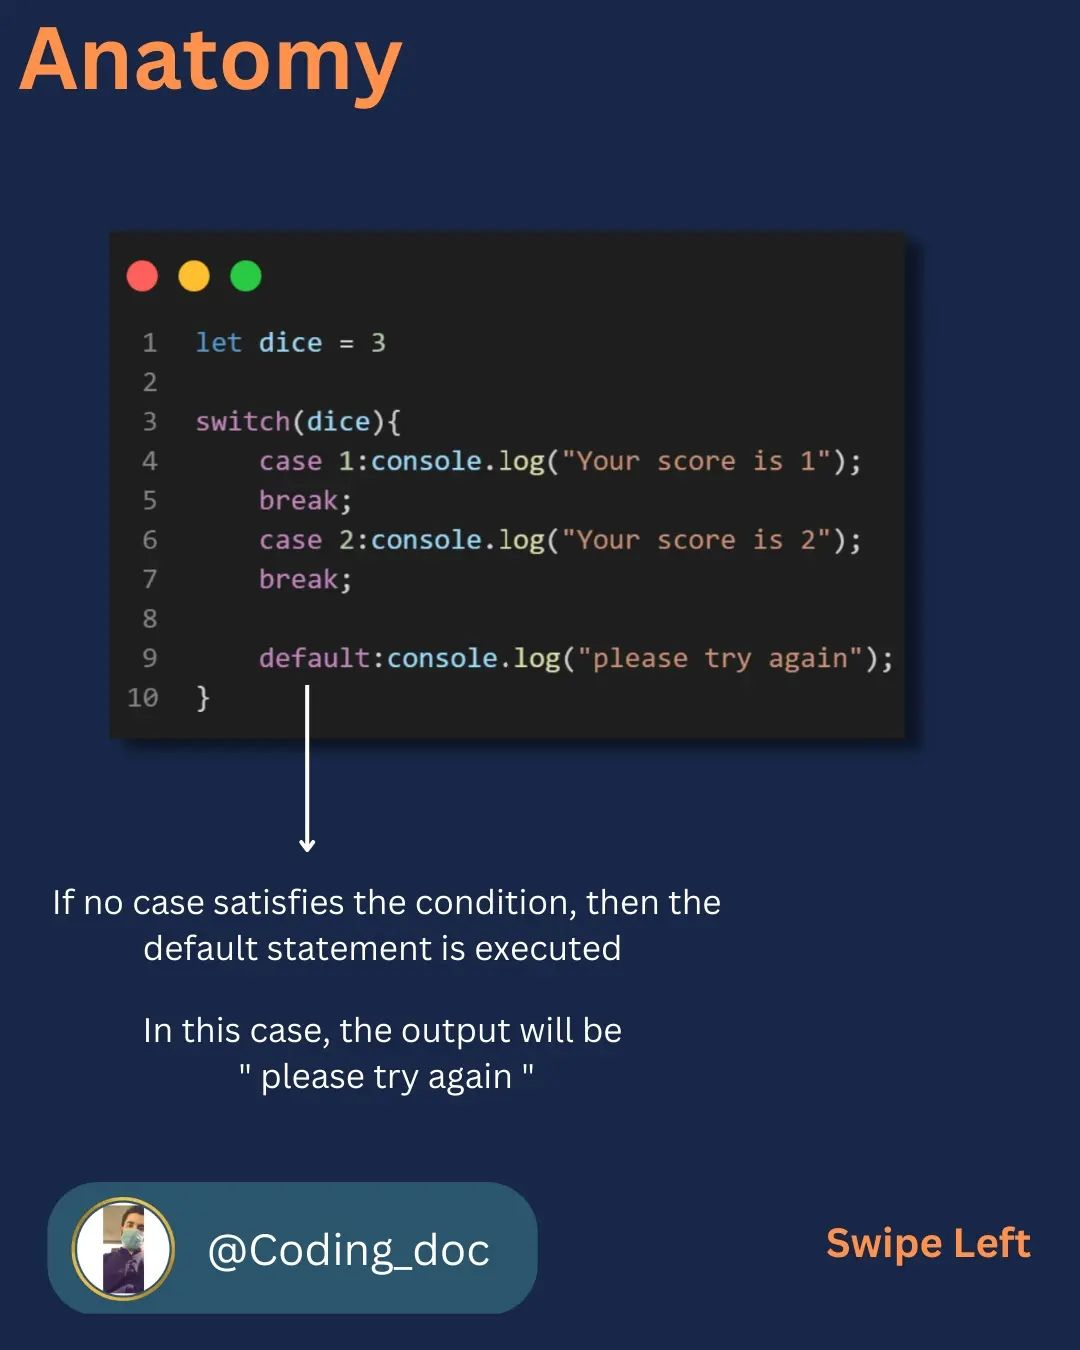 Anatomy
1 let dice = 3
2
3 switch(dice){
4 case 1:console.log("Your score is 1");
5 break;
6 case 2:console.log("Your score is 2");
7 break;
8
9 default:console.log("please try again");
10 }
If no case satisfies the condition, then the
default statement is executed
In this case, the output will be
" please try again "
@Coding_doc
Swipe Left